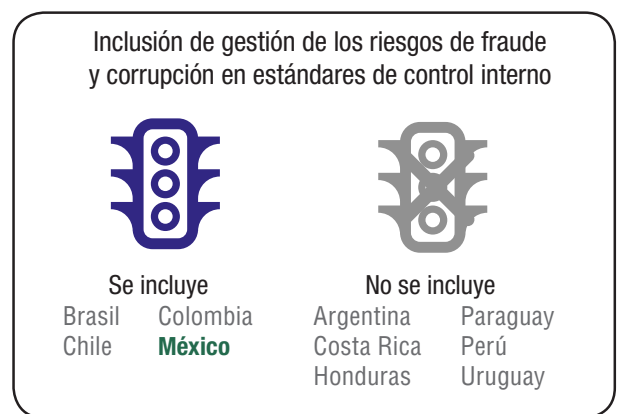 Inclusión de gestión de los riesgos de fraude
y corrupción en estándares de control interno
Se incluye
Brasil Colombia
Chile México
No se incluye
Argentina Paraguay
Costa Rica Perú
Honduras Uruguay